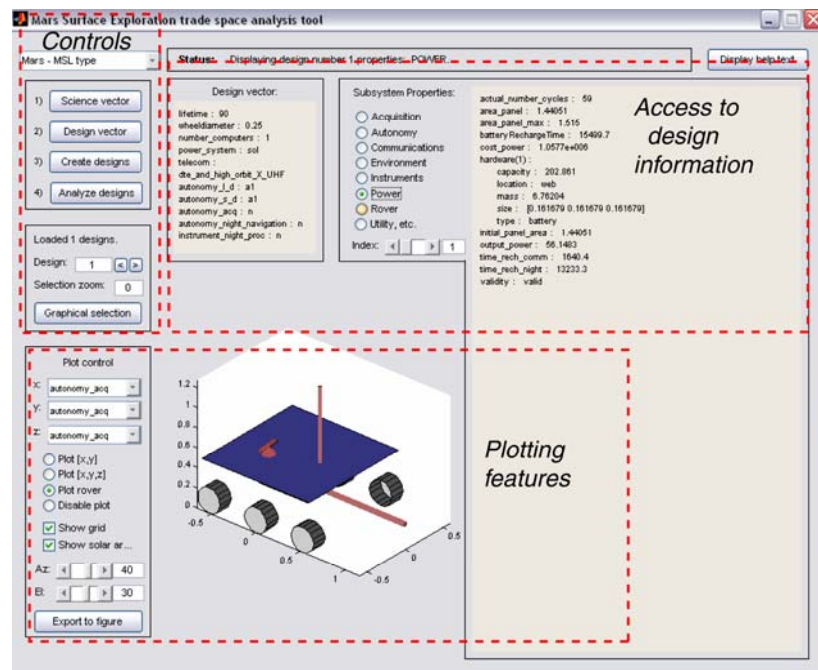 Mars Surface Exploration trade space analysis tool
Controls
Mars - MSL type
Status: Displaying design number 1 properties: POWER.
Display help text
1) Science vector
2) Design vector
3) Create designs
4) Analyze designs
Loaded 1 designs.
Design: 1 < >
Selection zoom: 0
Graphical selection
Design vector:
lifetime : 90
wheeldiameter : 0.25
number_computers : 1
power_system : sol
telecom :
dte_and_high_orbit_X_UHF
autonomy_l_d : a1
autonomy_s_d : a1
autonomy_acq : n
autonomy_night_navigation : n
instrument_night_proc : n
Subsystem Properties:
Acquisition
Autonomy
Communications
Environment
Instruments
Power
Rover
Utility, etc.
Index: 1
actual_number_cycles : 59
area_panel : 1.44051
area_panel_max : 1.515
batteryRechargeTime : 15499.7
cost_power : 1.0577e+006
hardware(1) :
capacity : 202.861
location : web
mass : 6.76204
size : [0.161679 0.161679 0.161679]
type : battery
initial_panel_area : 1.44051
output_power : 56.1483
time_rech_comm : 1640.4
time_rech_night : 13233.3
validity : valid
Access to
design
information
Plot control
x: autonomy_acq
y: autonomy_acq
z: autonomy_acq
Plot [x,y]
Plot [x,y,z]
Plot rover
Disable plot
Show grid
Show solar ar...
Az: 40
El: 30
Export to figure
1.2
1
0.8
0.6
0.4
0.2
0
-0.5
0
0.5
1
-0.5
0
0.5
Plotting
features